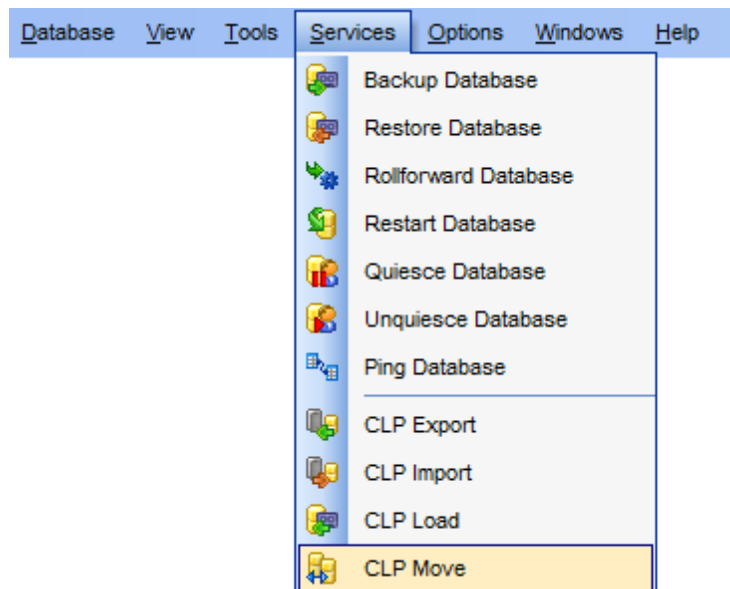 Database View Tools Services Options Windows Help
Backup Database
Restore Database
Rollforward Database
Restart Database
Quiesce Database
Unquiesce Database
Ping Database
CLP Export
CLP Import
CLP Load
CLP Move